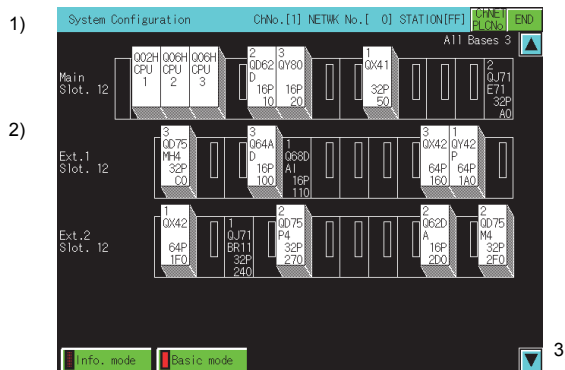 1)
System Configuration ChNo.[1] NETWK No.[ 0] STATION[FF] ChNET PLCNo END
All Bases 3
Main
Slot. 12
Q02H CPU 1
Q06H CPU 2
Q06H CPU 3
2 QD62 D 16P 10
3 QY80 16P 20
1 QX41 32P 50
2 QJ71 E71 32P A0
2)
Ext.1
Slot. 12
3 QD75 MH4 32P C0
3 Q64A D 16P 100
1 Q68D AI 16P 110
3 QX42 64P 160
1 QY42 P 64P 1A0
Ext.2
Slot. 12
1 QX42 64P 1F0
1 QJ71 BR11 32P 240
2 QD75 P4 32P 270
2 Q62D A 16P 2D0
2 QD75 M4 32P 2F0
Info. mode
Basic mode
3